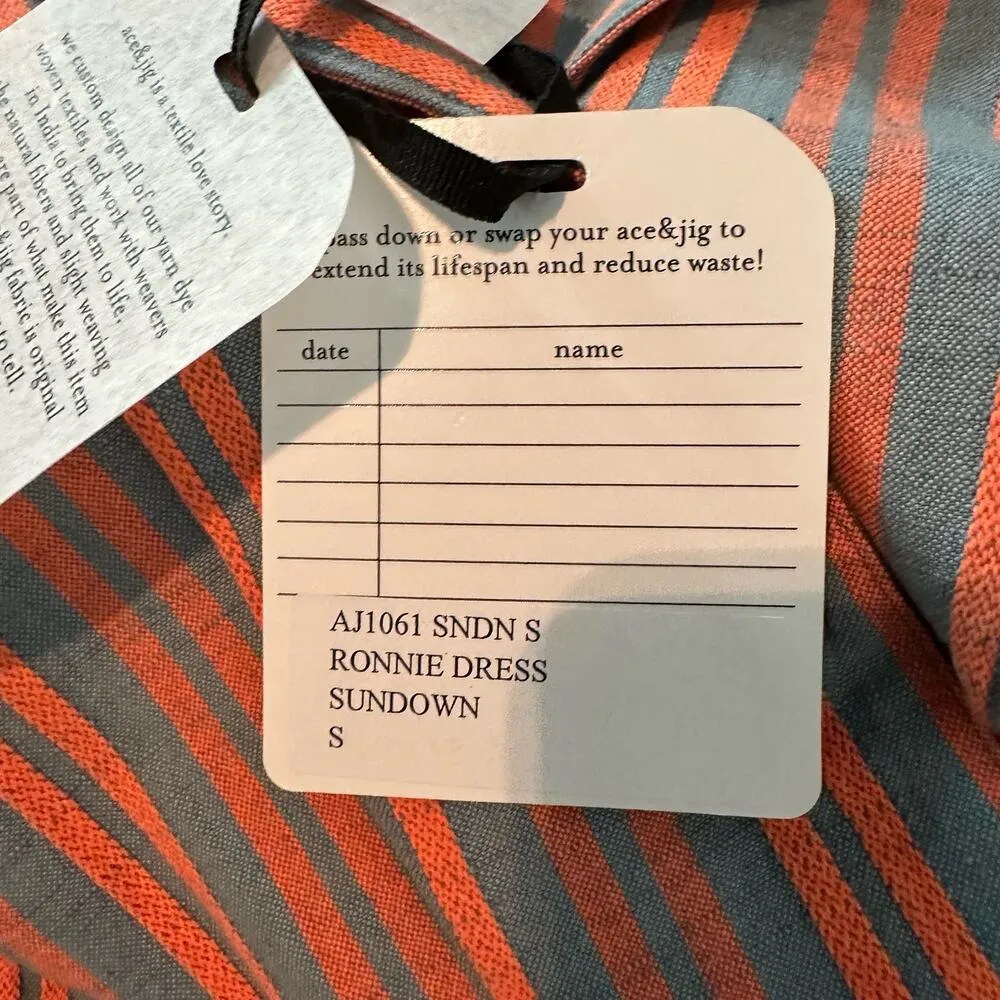 ace&jig is a textile love story.
we custom design all of our yarn dye
woven textiles, and work with weavers
in India to bring them to life.
natural fibers and slight weaving
are part of what make this item
fabric is original
to tell.
pass down or swap your ace&jig to
extend its lifespan and reduce waste!
date name
AJ1061 SNDN S
RONNIE DRESS
SUNDOWN
S